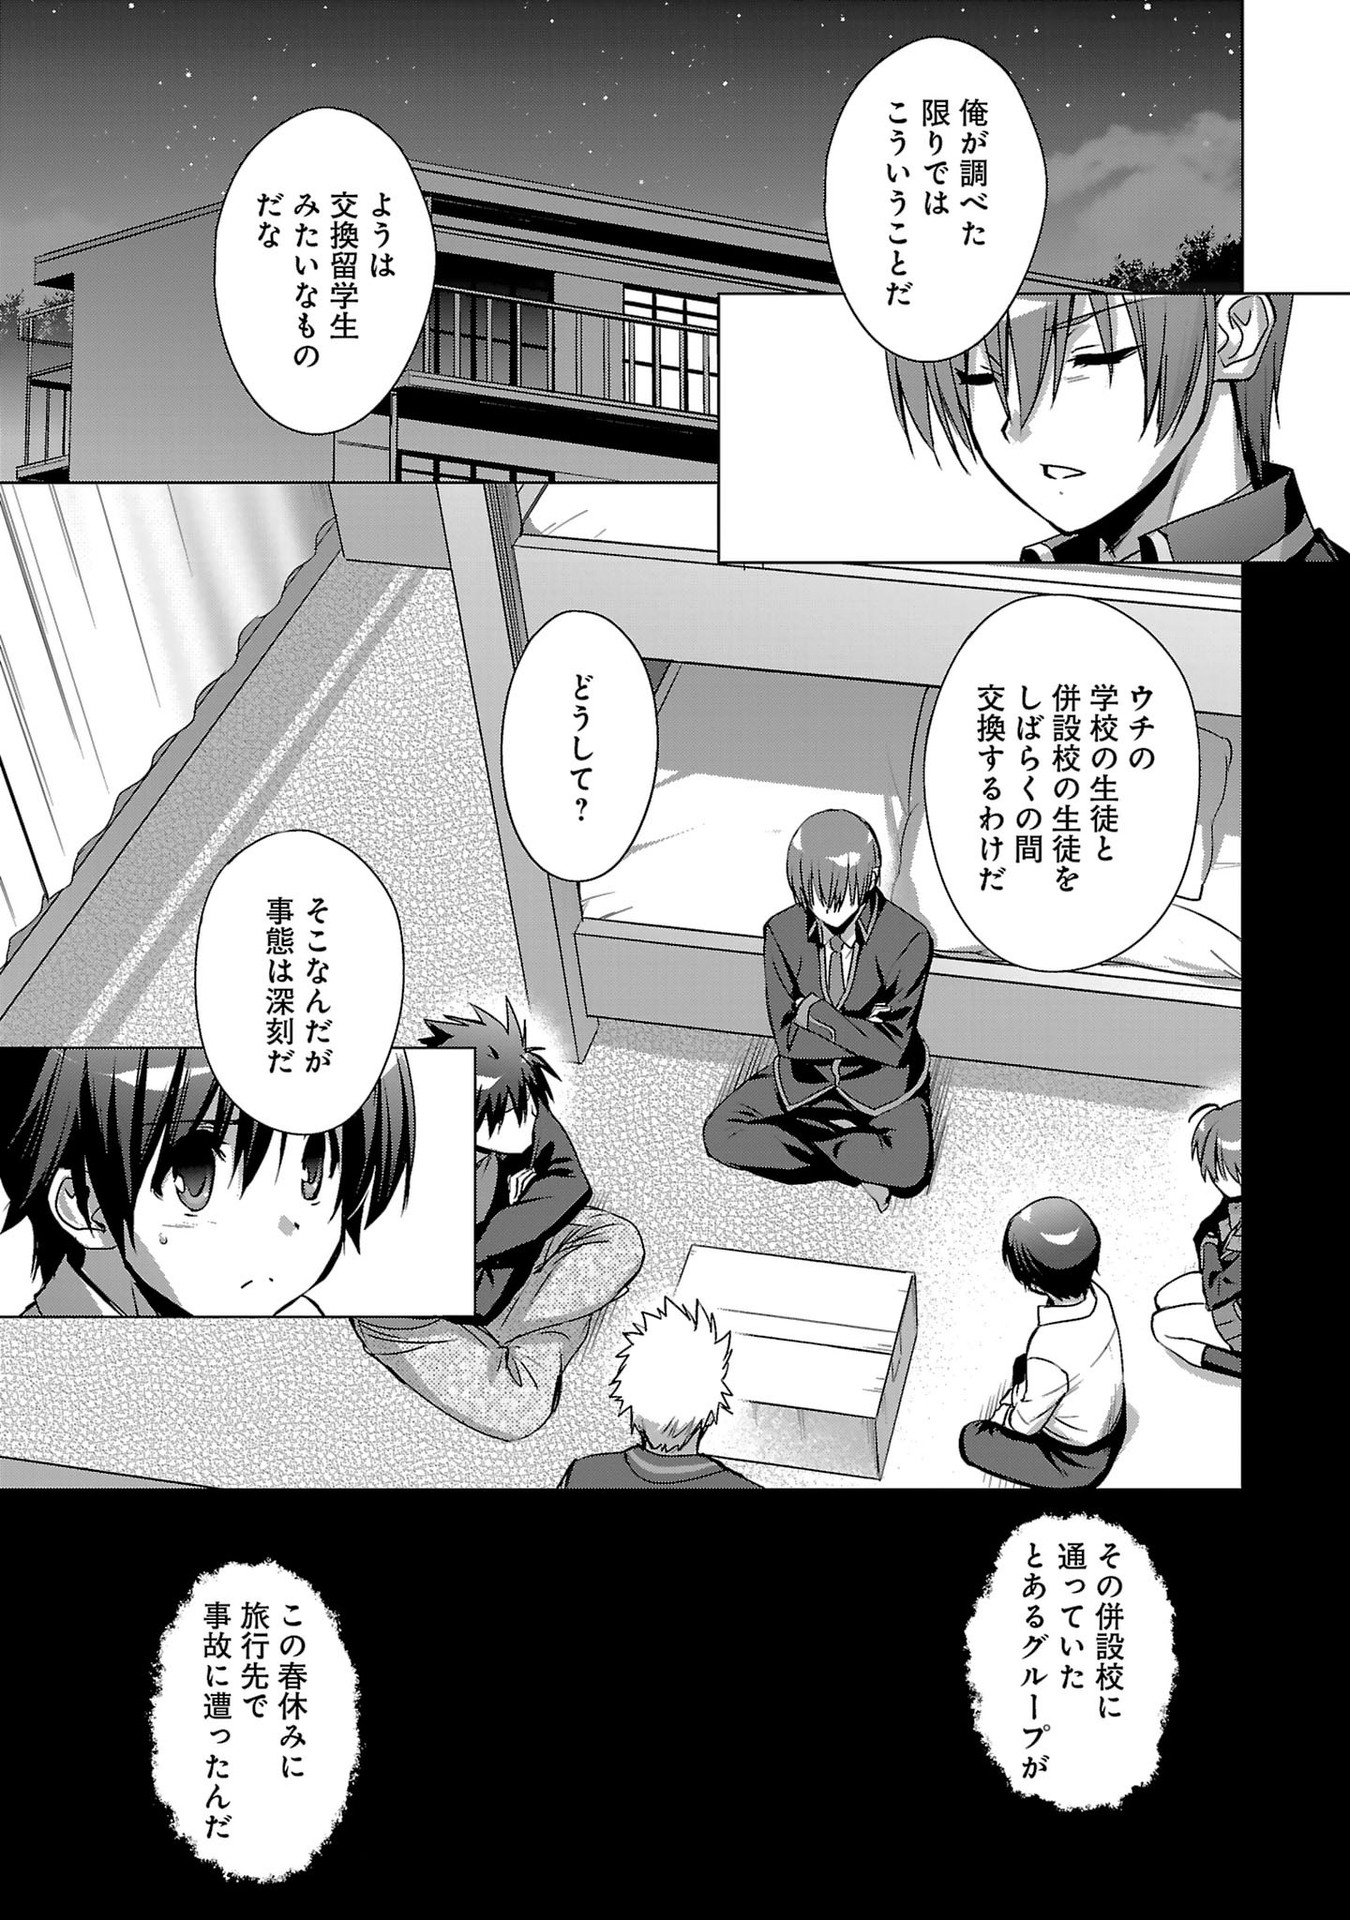 俺が調べた
限りでは
こういうことだ
ようは
交換留学生
みたいなもの
だな
ウチの
学校の生徒と
併設校の生徒を
しばらくの間
交換するわけだ
どうして？
そこなんだが
事態は深刻だ
その併設校に
通っていた
とあるグループが
この春休みに
旅行先で
事故に遭ったんだ